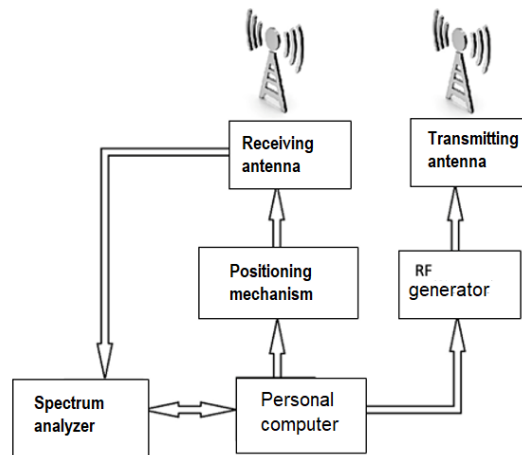 Receiving
antenna
Transmitting
antenna
Positioning
mechanism
RF
generator
Spectrum
analyzer
Personal
computer